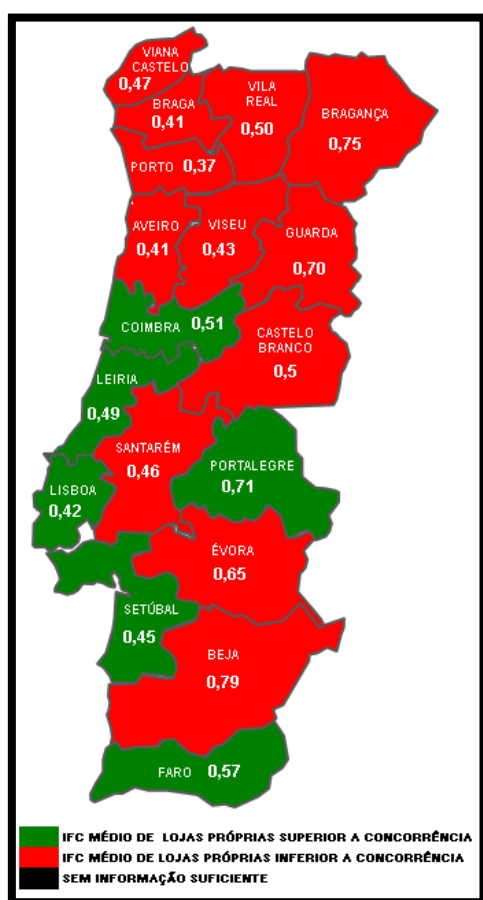 VIANA
CASTELO
0,47
BRAGA
0,41
VILA
REAL
0,50
BRAGANÇA
0,75
PORTO 0,37
AVEIRO
0,41
VISEU
0,43
GUARDA
0,70
COIMBRA 0,51
CASTELO
BRANCO
0,5
LEIRIA
0,49
SANTARÉM
0,46
PORTALEGRE
0,71
LISBOA
0,42
ÉVORA
0,65
SETÚBAL
0,45
BEJA
0,79
FARO 0,57
IFC MÉDIO DE LOJAS PRÓPRIAS SUPERIOR A CONCORRÊNCIA
IFC MÉDIO DE LOJAS PRÓPRIAS INFERIOR A CONCORRÊNCIA
SEM INFORMAÇÃO SUFICIENTE